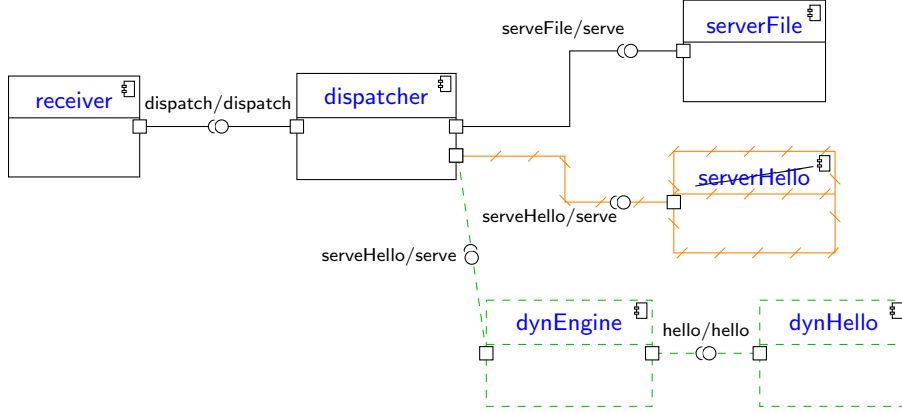 serveFile/serve
serverFile
receiver
dispatch/dispatch
dispatcher
serverHello
serveHello/serve
serveHello/serve
dynEngine
hello/hello
dynHello